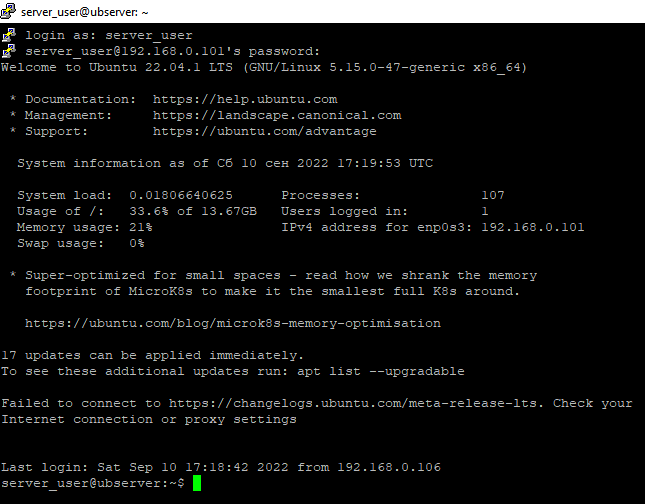 server_user@ubserver: ~
login as: server_user
server_user@192.168.0.101's password:
Welcome to Ubuntu 22.04.1 LTS (GNU/Linux 5.15.0-47-generic x86_64)
* Documentation:  https://help.ubuntu.com
* Management:     https://landscape.canonical.com
* Support:        https://ubuntu.com/advantage
System information as of Сб 10 сен 2022 17:19:53 UTC
System load:  0.01806640625      Processes:               107
Usage of /:   33.6% of 13.67GB   Users logged in:         1
Memory usage: 21%                IPv4 address for enp0s3: 192.168.0.101
Swap usage:   0%
* Super-optimized for small spaces - read how we shrank the memory
footprint of MicroK8s to make it the smallest full K8s around.
https://ubuntu.com/blog/microk8s-memory-optimisation
17 updates can be applied immediately.
To see these additional updates run: apt list --upgradable
Failed to connect to https://changelogs.ubuntu.com/meta-release-lts. Check your
Internet connection or proxy settings
Last login: Sat Sep 10 17:18:42 2022 from 192.168.0.106
server_user@ubserver:~$